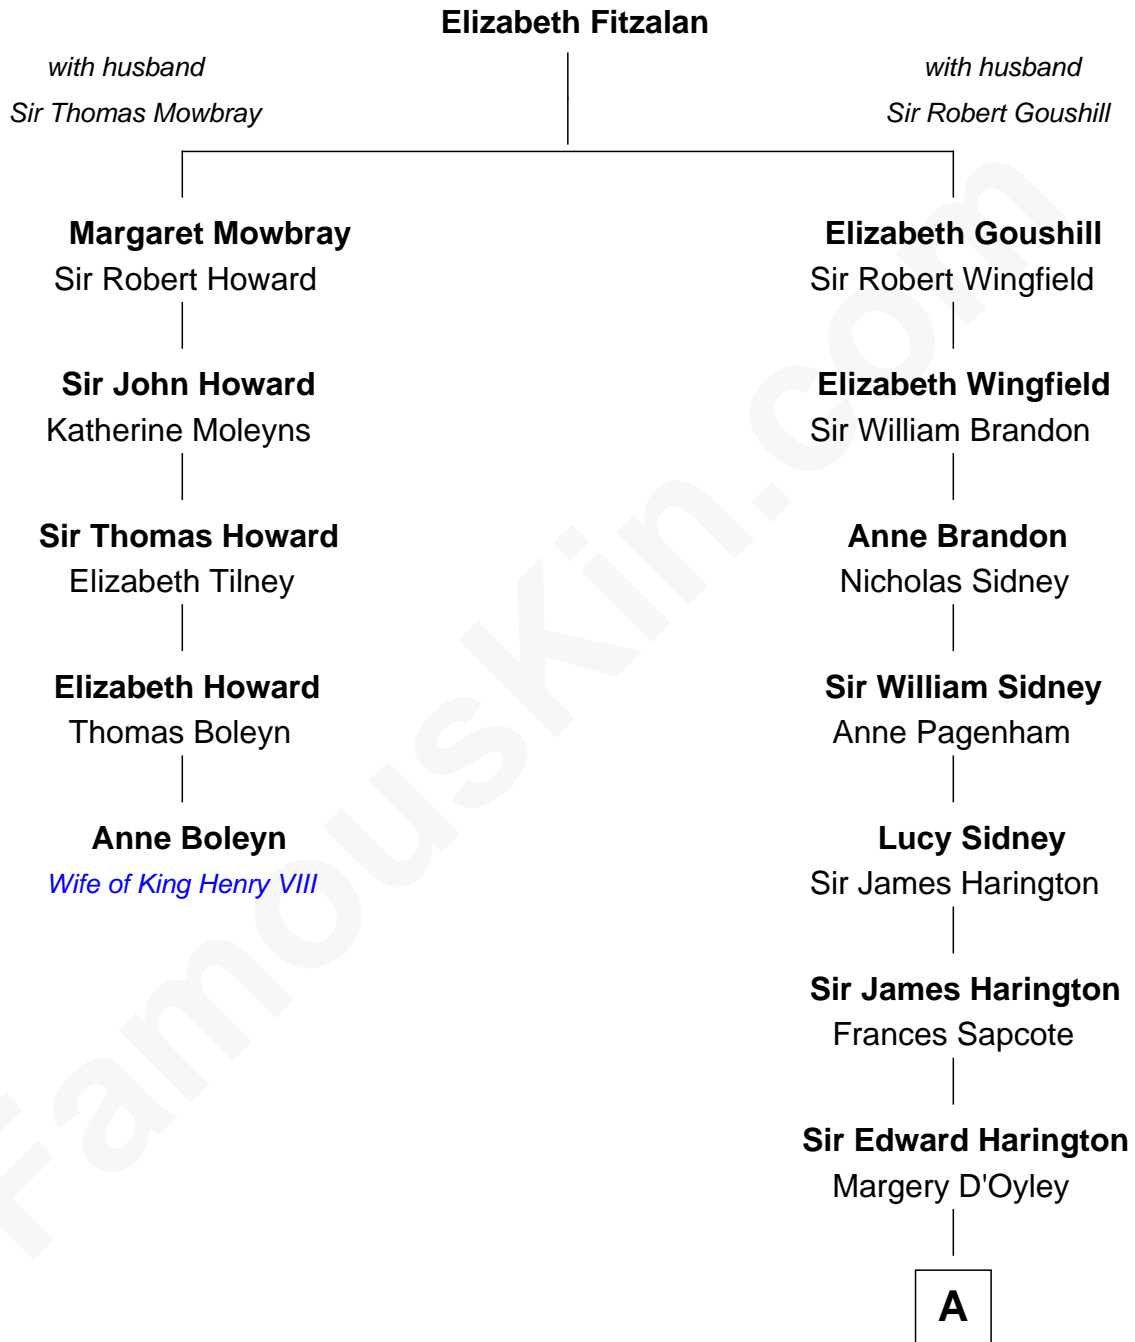 Elizabeth Fitzalan
with husband
Sir Thomas Mowbray
with husband
Sir Robert Goushill
Margaret Mowbray
Sir Robert Howard
Sir John Howard
Katherine Moleyns
Sir Thomas Howard
Elizabeth Tilney
Elizabeth Howard
Thomas Boleyn
Anne Boleyn
Wife of King Henry VIII
Elizabeth Goushill
Sir Robert Wingfield
Elizabeth Wingfield
Sir William Brandon
Anne Brandon
Nicholas Sidney
Sir William Sidney
Anne Pagenham
Lucy Sidney
Sir James Harington
Sir James Harington
Frances Sapcote
Sir Edward Harington
Margery D'Oyley
A
FamousKin.com